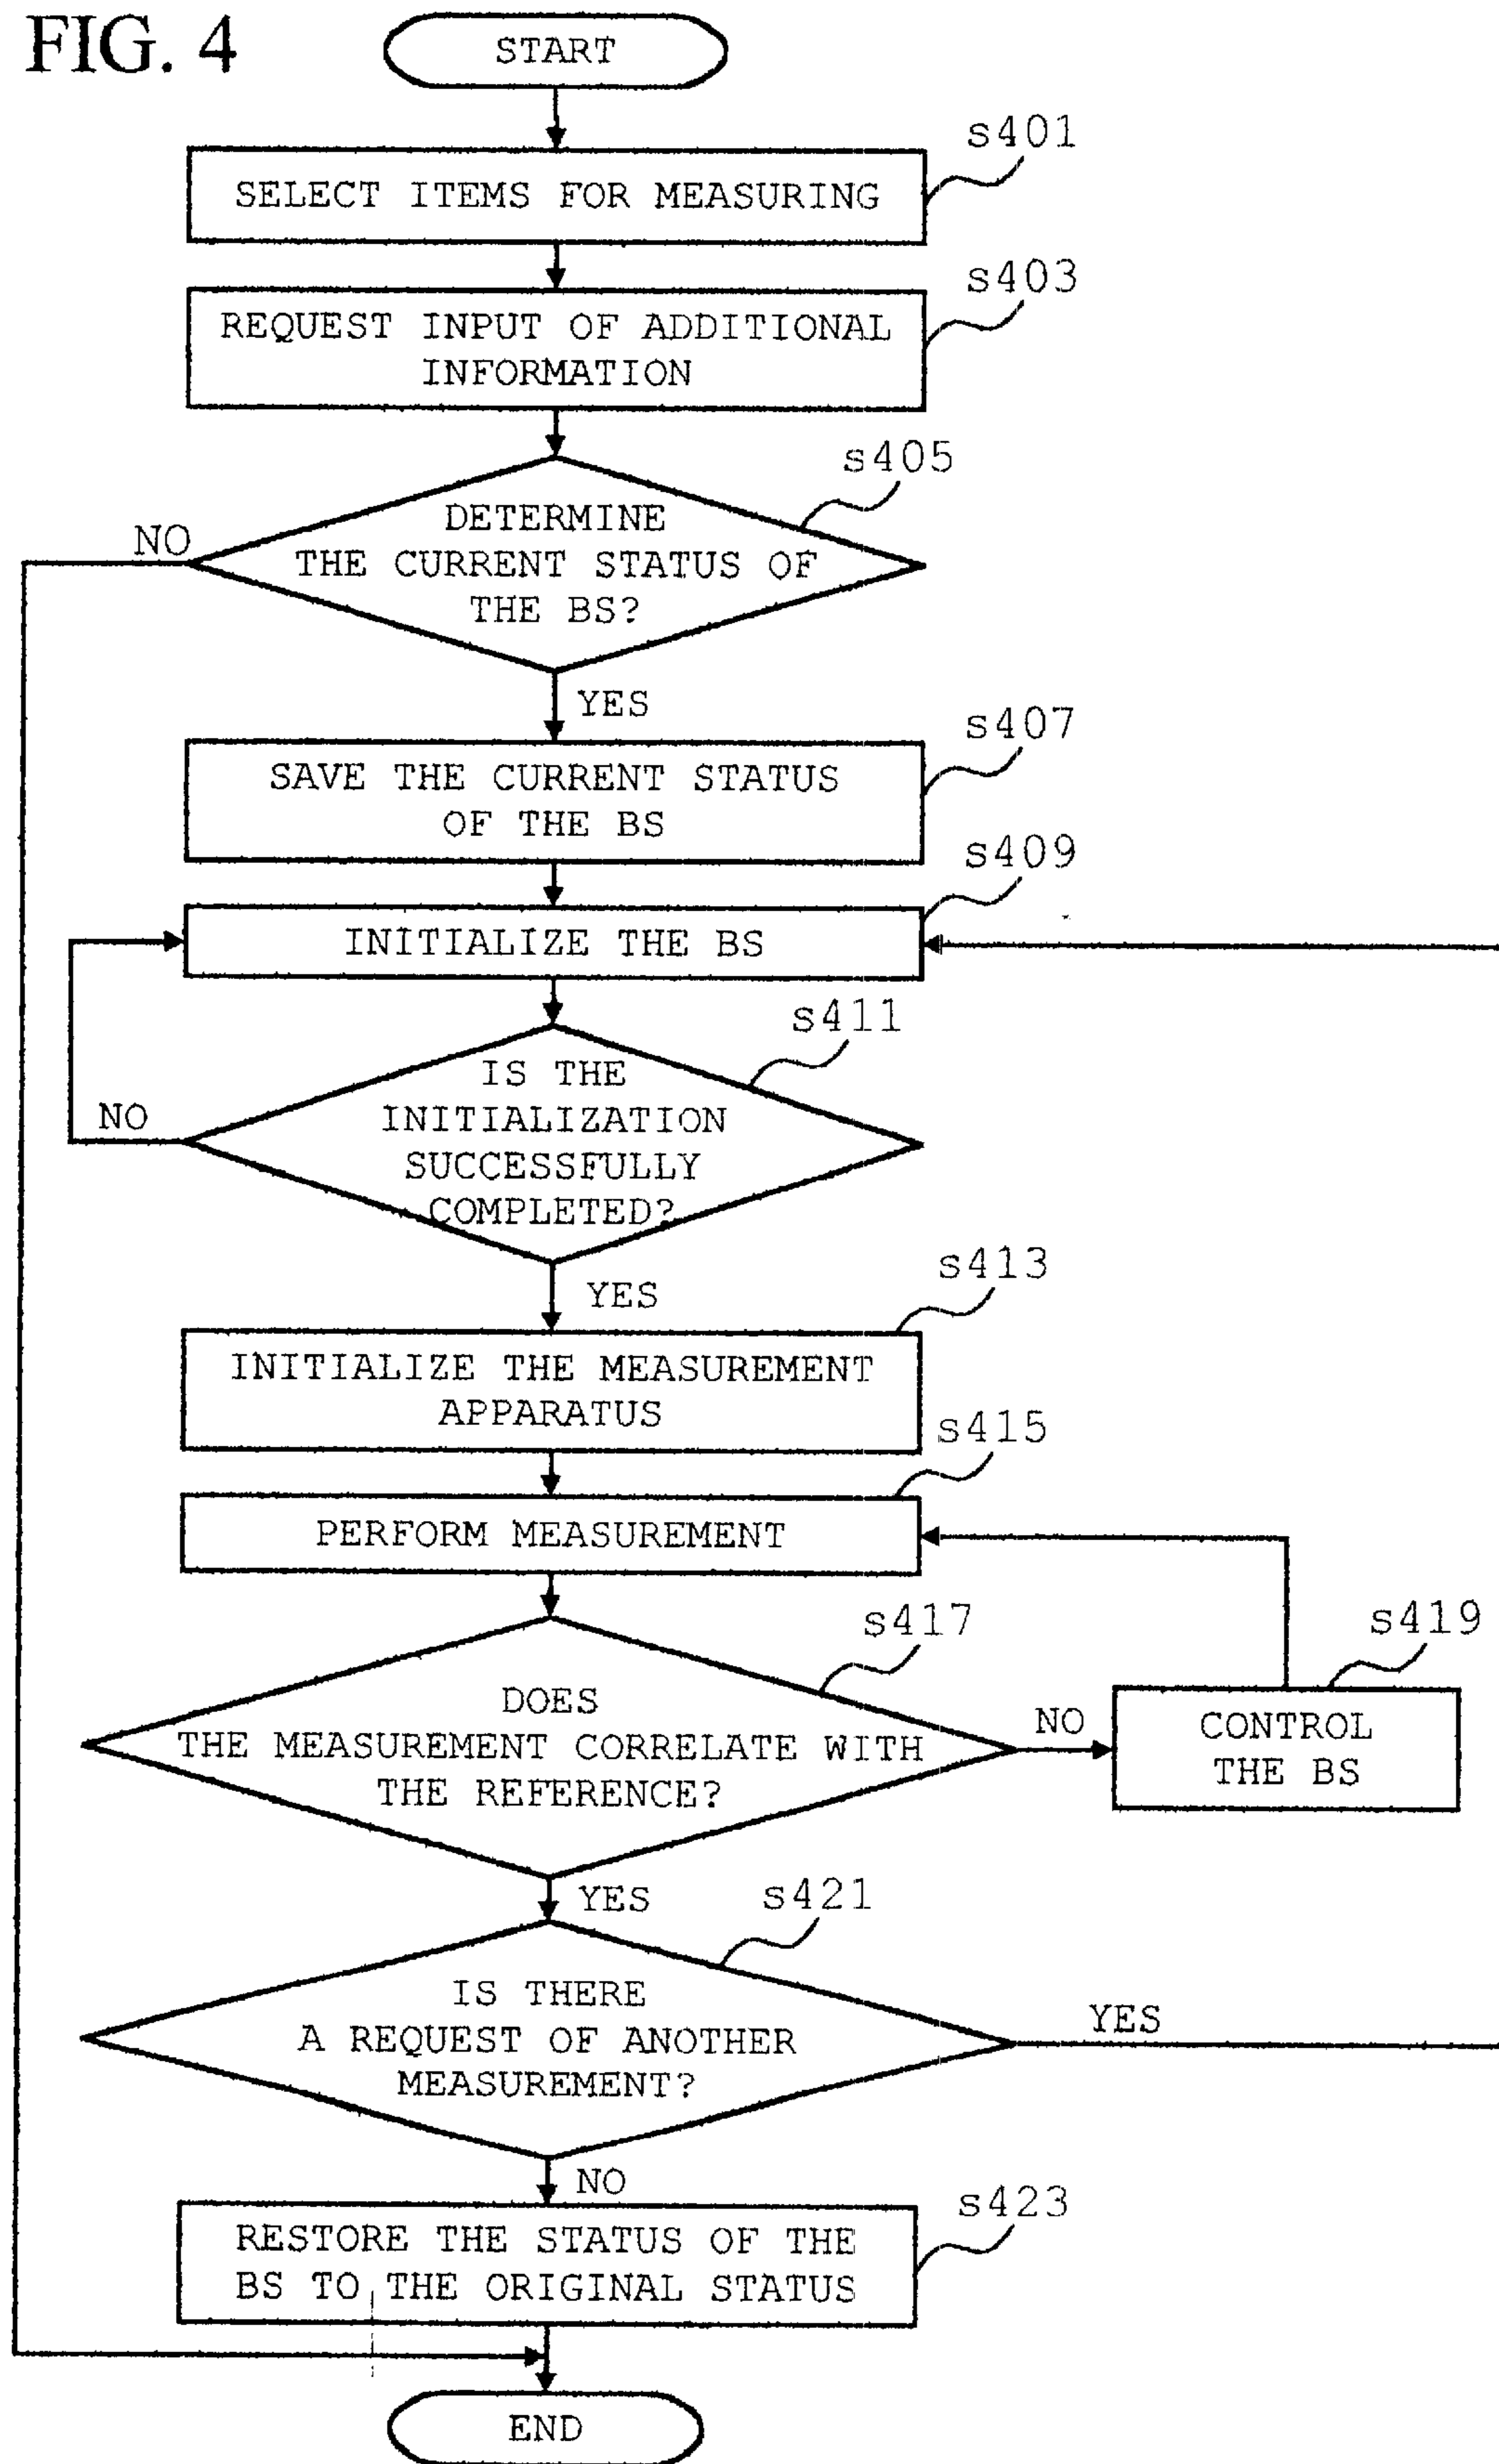 FIG. 4
START
s401
SELECT ITEMS FOR MEASURING
s403
REQUEST INPUT OF ADDITIONAL
INFORMATION
s405
DETERMINE
THE CURRENT STATUS OF
THE BS?
NO
YES
s407
SAVE THE CURRENT STATUS
OF THE BS
s409
INITIALIZE THE BS
s411
IS THE
INITIALIZATION
SUCCESSFULLY
COMPLETED?
NO
YES
s413
INITIALIZE THE MEASUREMENT
APPARATUS
s415
PERFORM MEASUREMENT
s417
DOES
THE MEASUREMENT CORRELATE WITH
THE REFERENCE?
NO
s419
CONTROL
THE BS
YES
s421
IS THERE
A REQUEST OF ANOTHER
MEASUREMENT?
YES
NO
s423
RESTORE THE STATUS OF THE
BS TO THE ORIGINAL STATUS
END